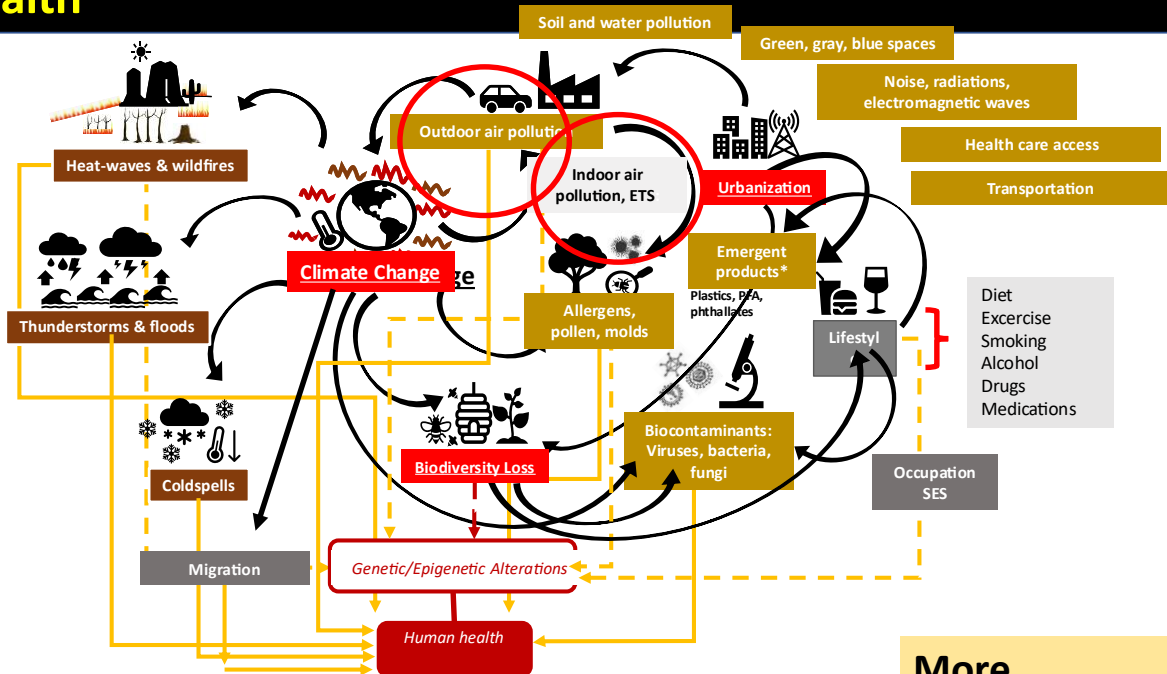 alth
Soil and water pollution
Green, gray, blue spaces
Noise, radiations,
electromagnetic waves
Health care access
Transportation
Outdoor air pollutio
Heat-waves & wildfires
Indoor air
pollution, ETS
Urbanization
Emergent
products*
Plastics, PFA,
phthallates
Climate Change
ge
Allergens,
pollen, molds
Thunderstorms & floods
Lifestyl
Diet
Excercise
Smoking
Alcohol
Drugs
Medications
Biocontaminants:
Viruses, bacteria,
fungi
Biodiversity Loss
Coldspells
Occupation
SES
Migration
Genetic/Epigenetic Alterations
Human health
More